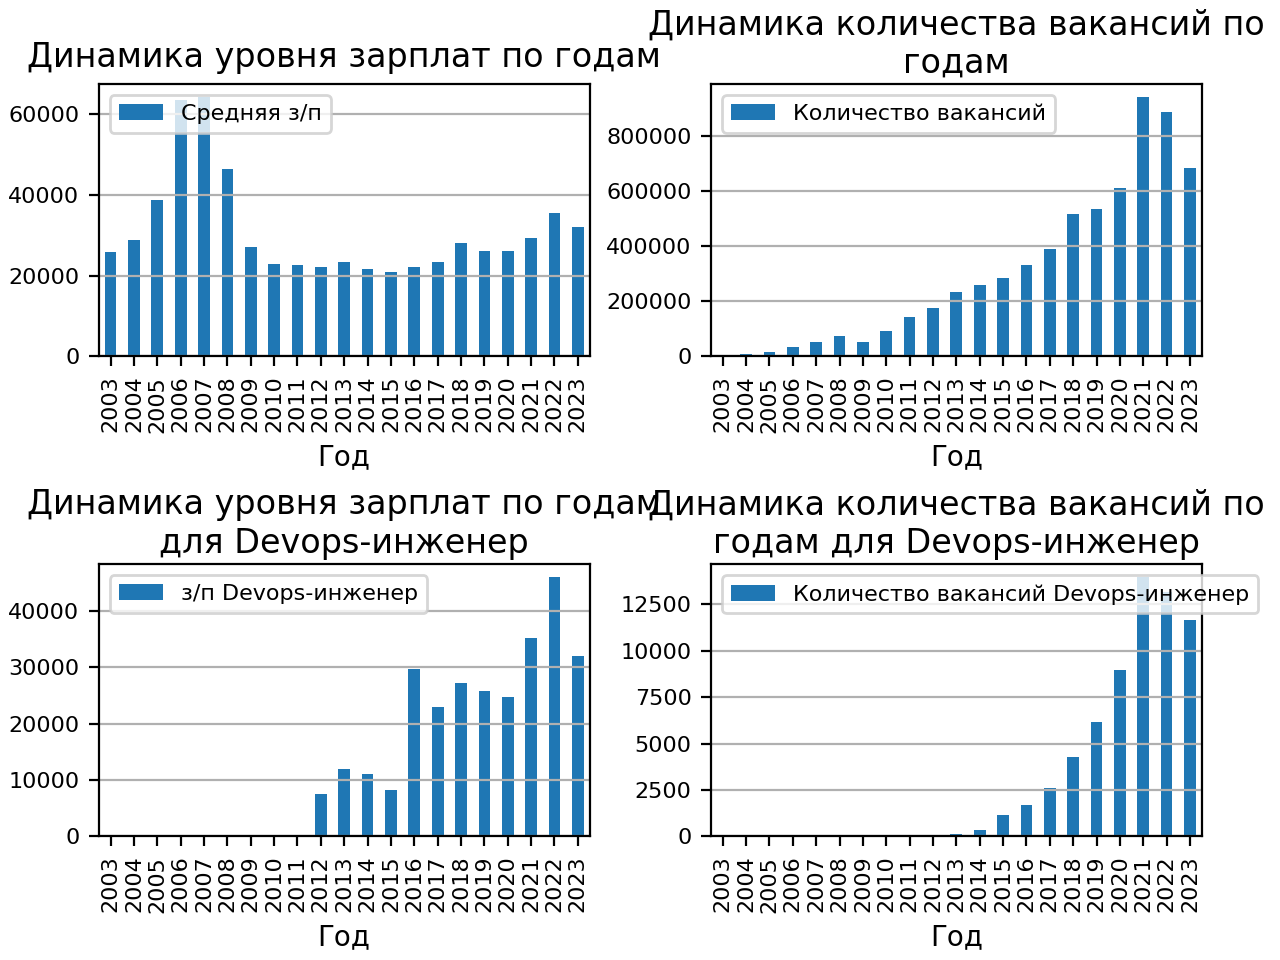 Динамика уровня зарплат по годам
Средняя з/п
60000
40000
20000
0
2003 2004 2005 2006 2007 2008 2009 2010 2011 2012 2013 2014 2015 2016 2017 2018 2019 2020 2021 2022 2023
Год
Динамика количества вакансий по
годам
Количество вакансий
800000
600000
400000
200000
0
2003 2004 2005 2006 2007 2008 2009 2010 2011 2012 2013 2014 2015 2016 2017 2018 2019 2020 2021 2022 2023
Год
Динамика уровня зарплат по годам
для Devops-инженер
з/п Devops-инженер
40000
30000
20000
10000
0
2003 2004 2005 2006 2007 2008 2009 2010 2011 2012 2013 2014 2015 2016 2017 2018 2019 2020 2021 2022 2023
Год
Динамика количества вакансий по
годам для Devops-инженер
Количество вакансий Devops-инженер
12500
10000
7500
5000
2500
0
2003 2004 2005 2006 2007 2008 2009 2010 2011 2012 2013 2014 2015 2016 2017 2018 2019 2020 2021 2022 2023
Год